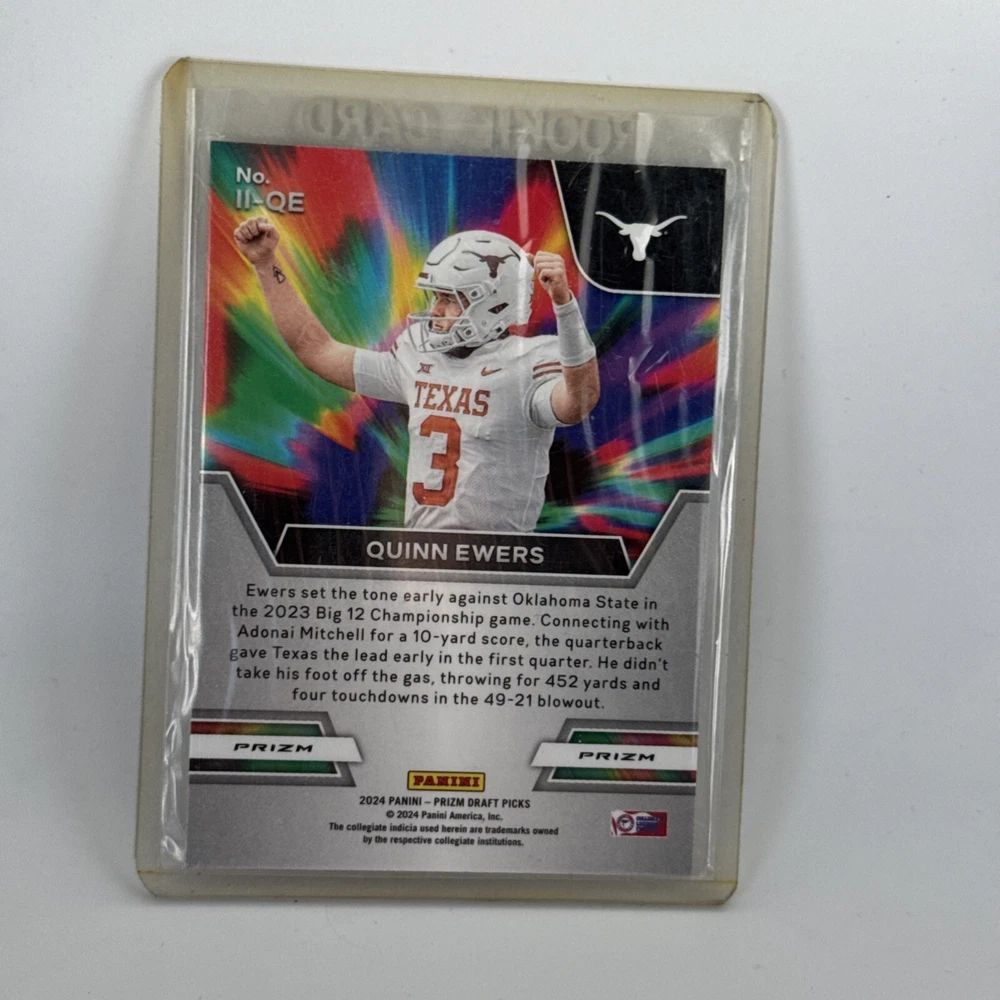 ROOKIE CARD
No.
II-QE
XII
TEXAS
3
QUINN EWERS
Ewers set the tone early against Oklahoma State in
the 2023 Big 12 Championship game. Connecting with
Adonai Mitchell for a 10-yard score, the quarterback
gave Texas the lead early in the first quarter. He didn't
take his foot off the gas, throwing for 452 yards and
four touchdowns in the 49-21 blowout.
PRIZM
PRIZM
PANINI
2024 PANINI – PRIZM DRAFT PICKS
© 2024 Panini America, Inc.
The collegiate indicia used herein are trademarks owned
by the respective collegiate institutions.